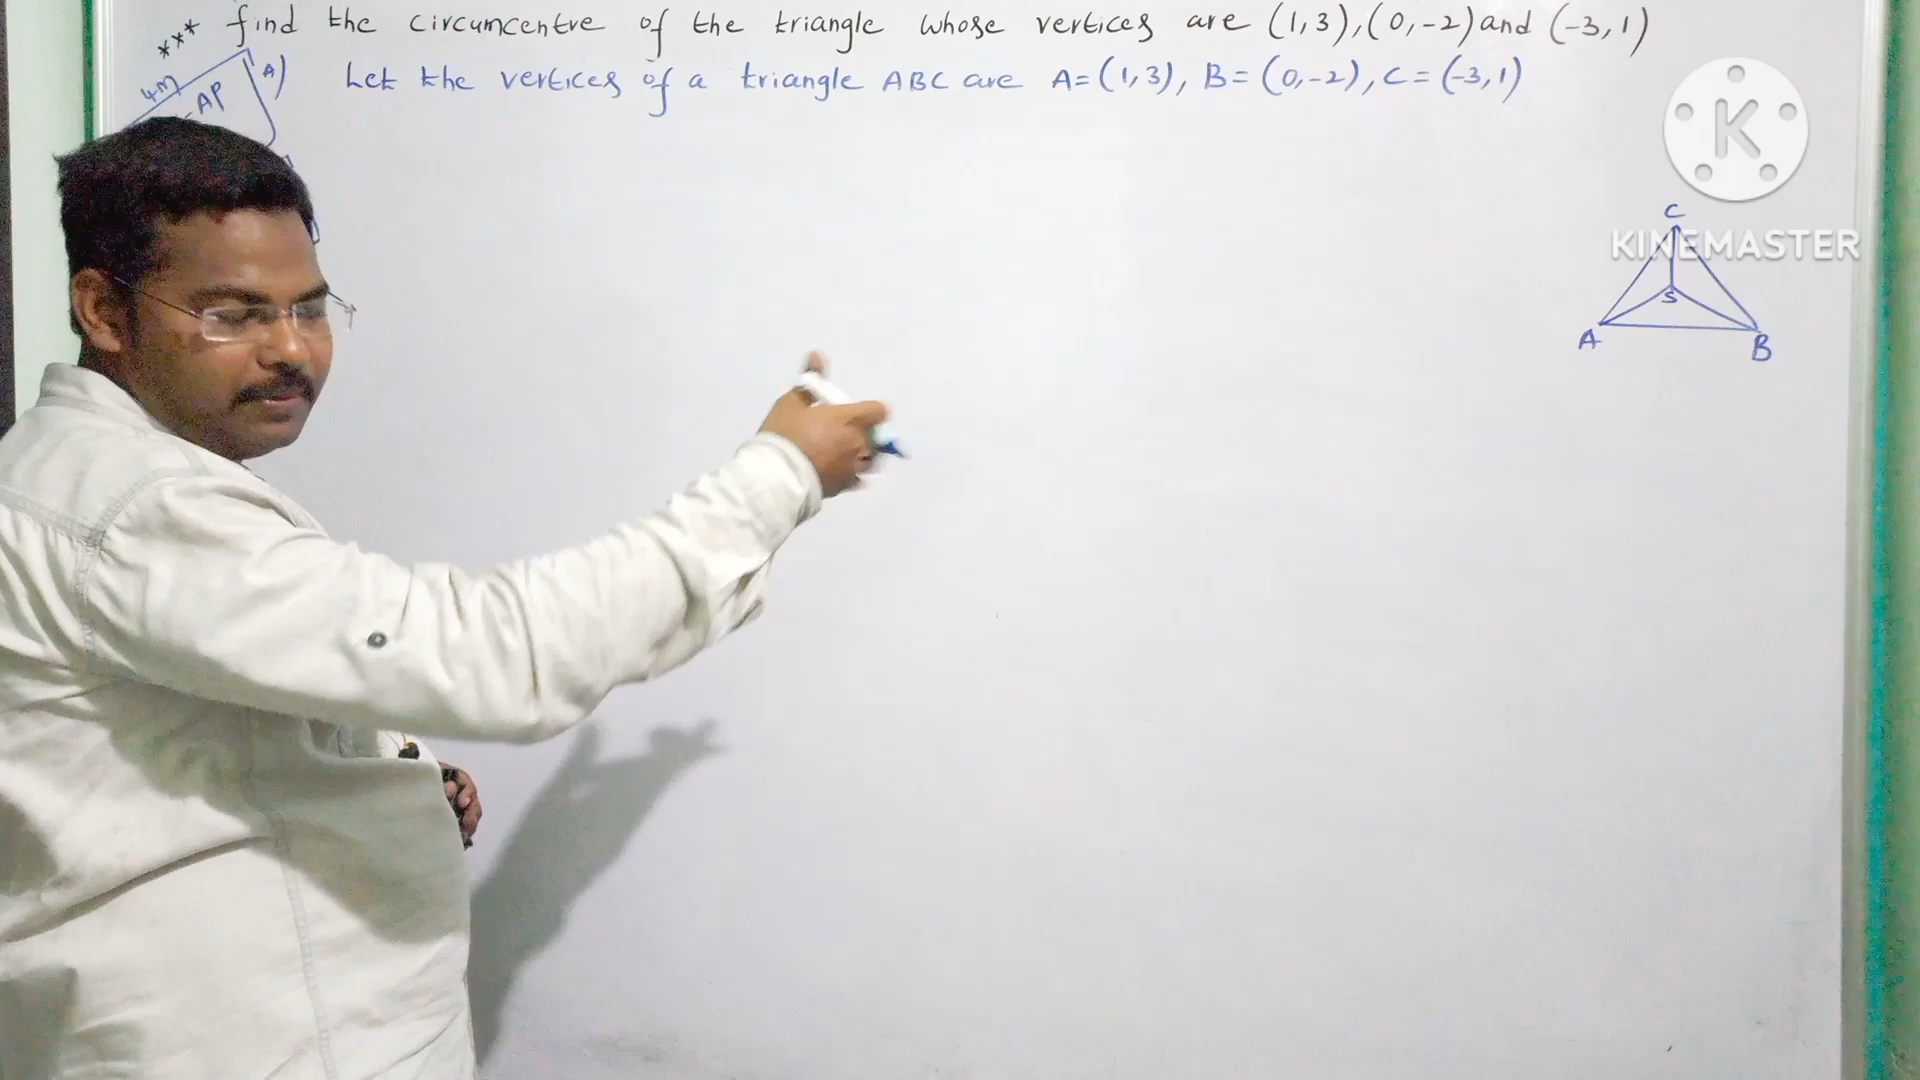 *** find the circumcentre of the triangle whose vertices are (1,3),(0,-2) and (-3,1)
4M
-AP
A) Let the vertices of a triangle ABC are A=(1,3), B=(0,-2), C=(-3,1)
K
KINEMASTER
C
S
A
B